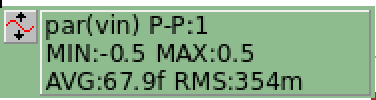 par(vin) P-P:1
MIN:-0.5 MAX:0.5
AVG:67.9f RMS:354m